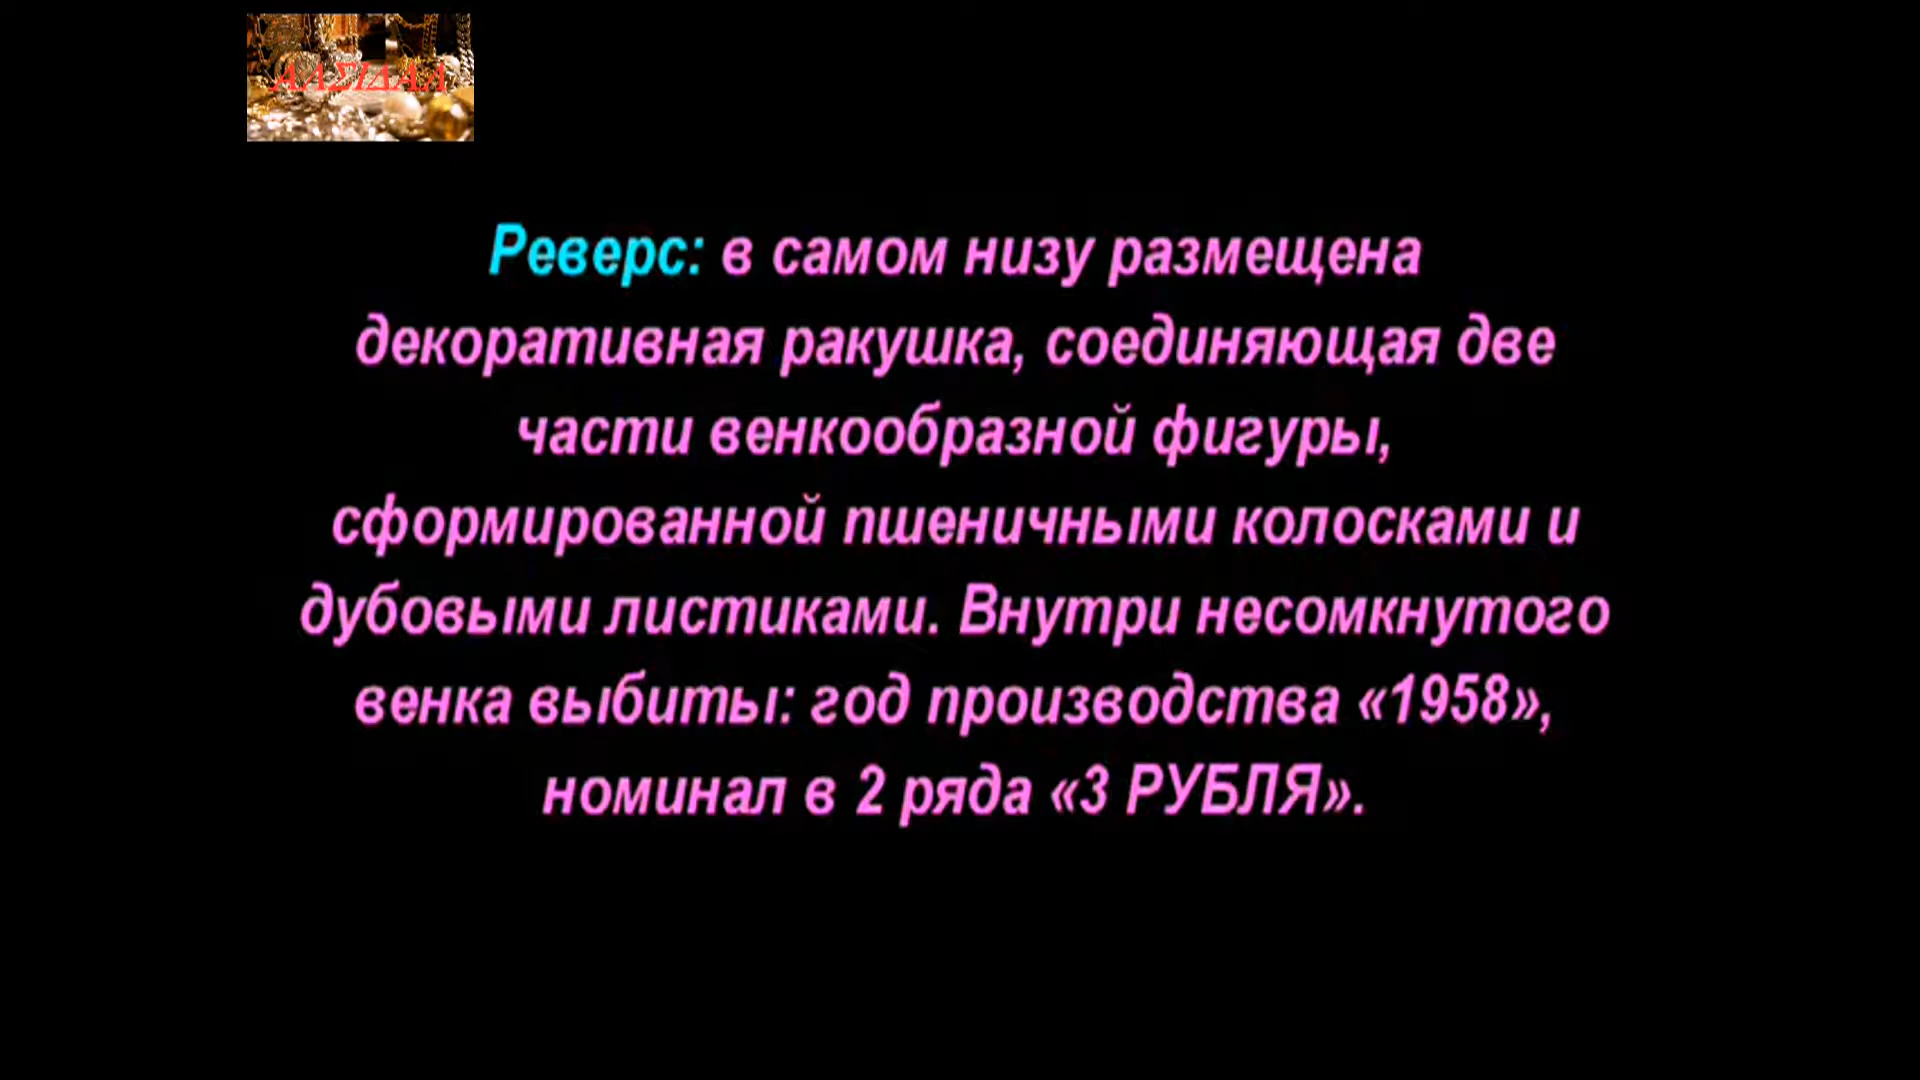 ΑΛΣΙΔΑΛ
Реверс: в самом низу размещена
декоративная ракушка, соединяющая две
части венкообразной фигуры,
сформированной пшеничными колосками и
дубовыми листиками. Внутри несомкнутого
венка выбиты: год производства «1958»,
номинал в 2 ряда «3 РУБЛЯ».